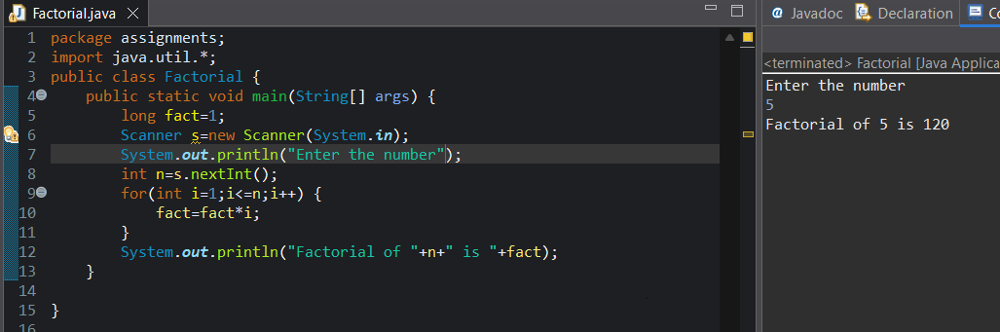 Factorial.java
1 package assignments;
2 import java.util.*;
3 public class Factorial {
4 public static void main(String[] args) {
5 long fact=1;
6 Scanner s=new Scanner(System.in);
7 System.out.println("Enter the number");
8 int n=s.nextInt();
9 for(int i=1;i<=n;i++) {
10 fact=fact*i;
11 }
12 System.out.println("Factorial of "+n+" is "+fact);
13 }
14
15 }
16
@ Javadoc Declaration
<terminated> Factorial [Java Applica
Enter the number
5
Factorial of 5 is 120